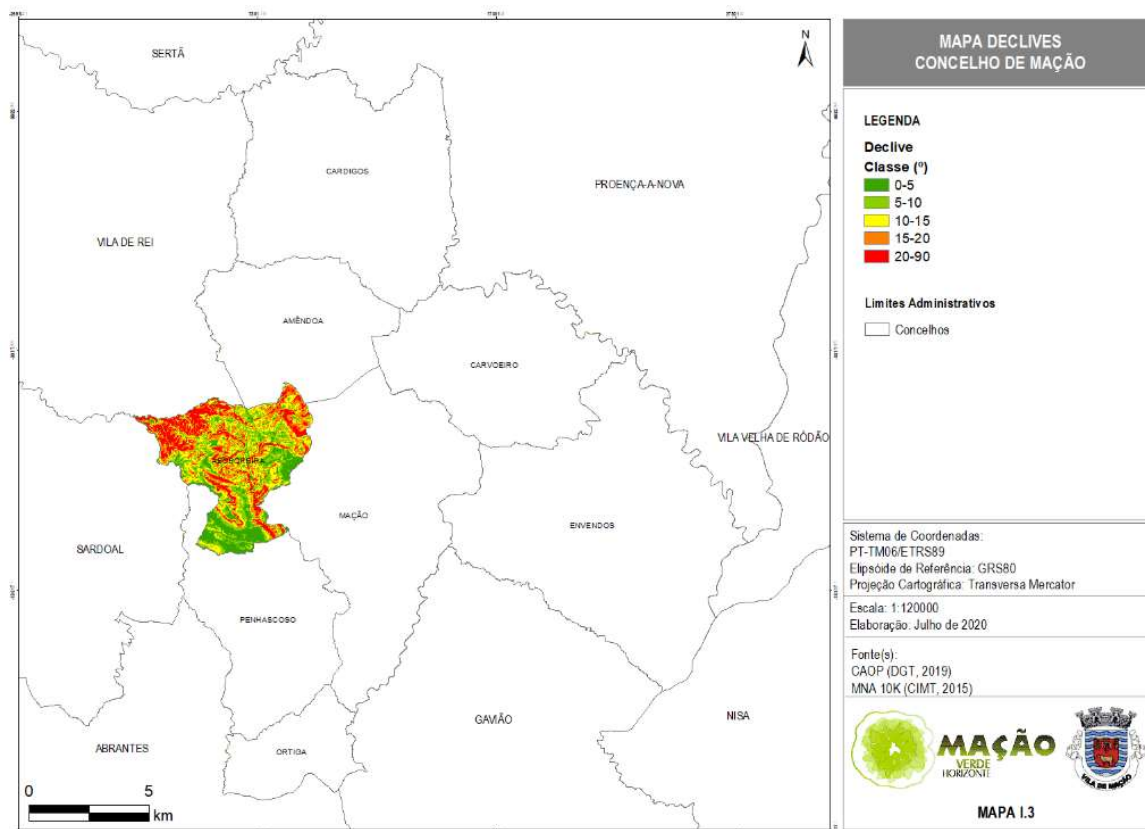 SERTÃ
N
CARDIGOS
PROENÇA-A-NOVA
VILA DE REI
AMÊNDOA
CARVOEIRO
VILA VELHA DE RÓDÃO
MAÇÃO
ENVENDOS
SARDOAL
PENHASCOSO
GAVIÃO
NISA
ABRANTES
ORTIGA
0 5
km
MAPA DECLIVES
CONCELHO DE MAÇÃO
LEGENDA
Declive
Classe (º)
0-5
5-10
10-15
15-20
20-90
Limites Administrativos
Concelhos
Sistema de Coordenadas:
PT-TM06/ETRS89
Elipsóide de Referência: GRS80
Projeção Cartográfica: Transversa Mercator
Escala: 1:120000
Elaboração: Julho de 2020
Fonte(s):
CAOP (DGT, 2019)
MNA 10K (CIMT, 2015)
MAÇÃO
VERDE
HORIZONTE
VILA DE MAÇÃO
MAPA I.3